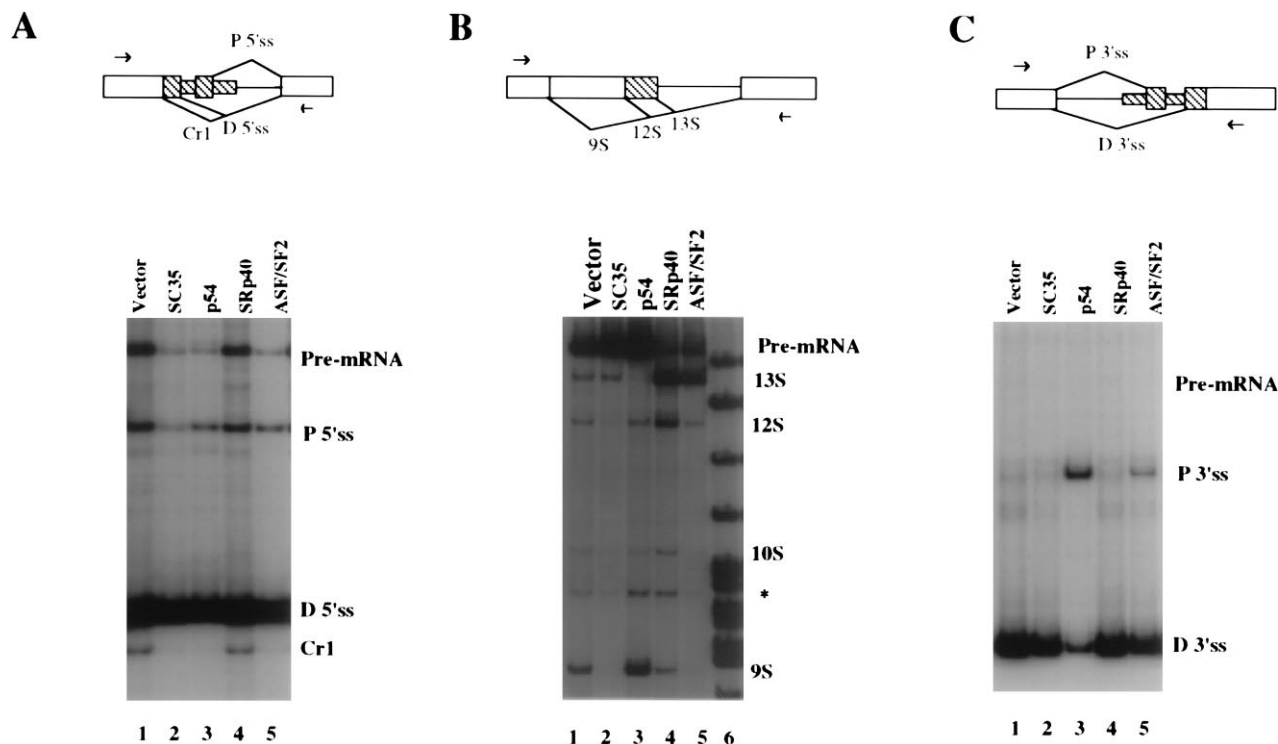 A
P 5'ss
Cr1
D 5'ss
Vector
SC35
p54
SRp40
ASF/SF2
Pre-mRNA
P 5'ss
D 5'ss
Cr1
1 2 3 4 5
B
9S
12S
13S
Vector
SC35
p54
SRp40
ASF/SF2
Pre-mRNA
13S
12S
10S
*
9S
1 2 3 4 5 6
C
P 3'ss
D 3'ss
Vector
SC35
p54
SRp40
ASF/SF2
Pre-mRNA
P 3'ss
D 3'ss
1 2 3 4 5